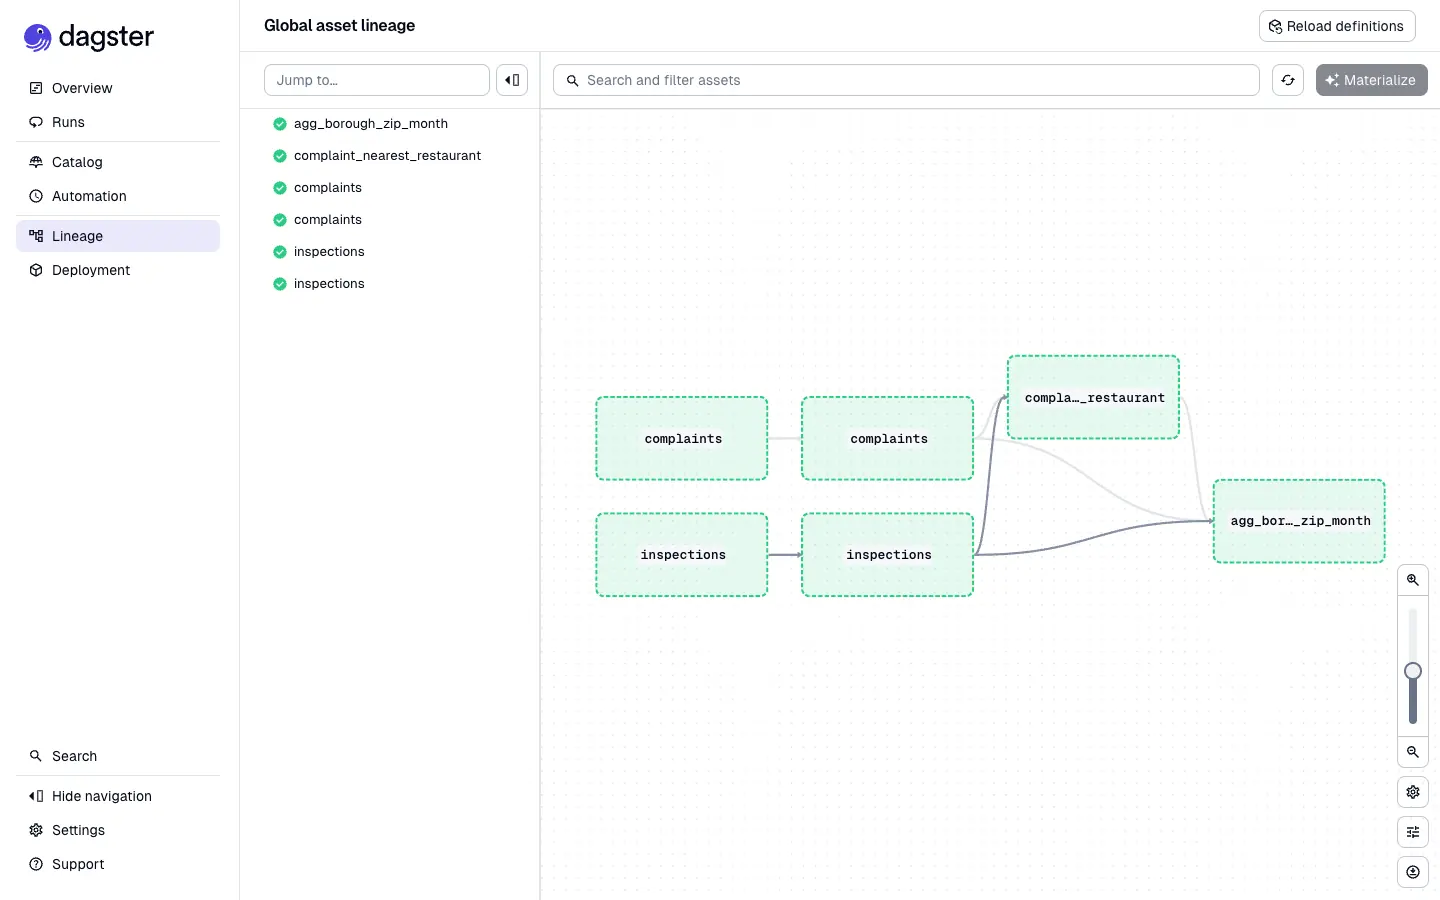 dagster
Overview
Runs
Catalog
Automation
Lineage
Deployment
Search
Hide navigation
Settings
Support
Global asset lineage
Reload definitions
Jump to…
Search and filter assets
Materialize
agg_borough_zip_month
complaint_nearest_restaurant
complaints
complaints
inspections
inspections
compla…_restaurant
complaints
complaints
agg_bor…_zip_month
inspections
inspections